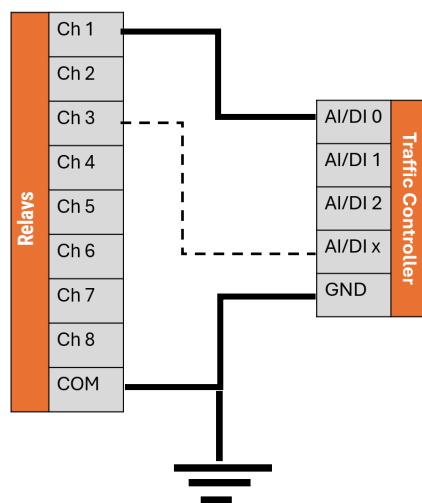 Relays
Ch 1
Ch 2
Ch 3
Ch 4
Ch 5
Ch 6
Ch 7
Ch 8
COM
AI/DI 0
AI/DI 1
AI/DI 2
AI/DI x
GND
Traffic Controller